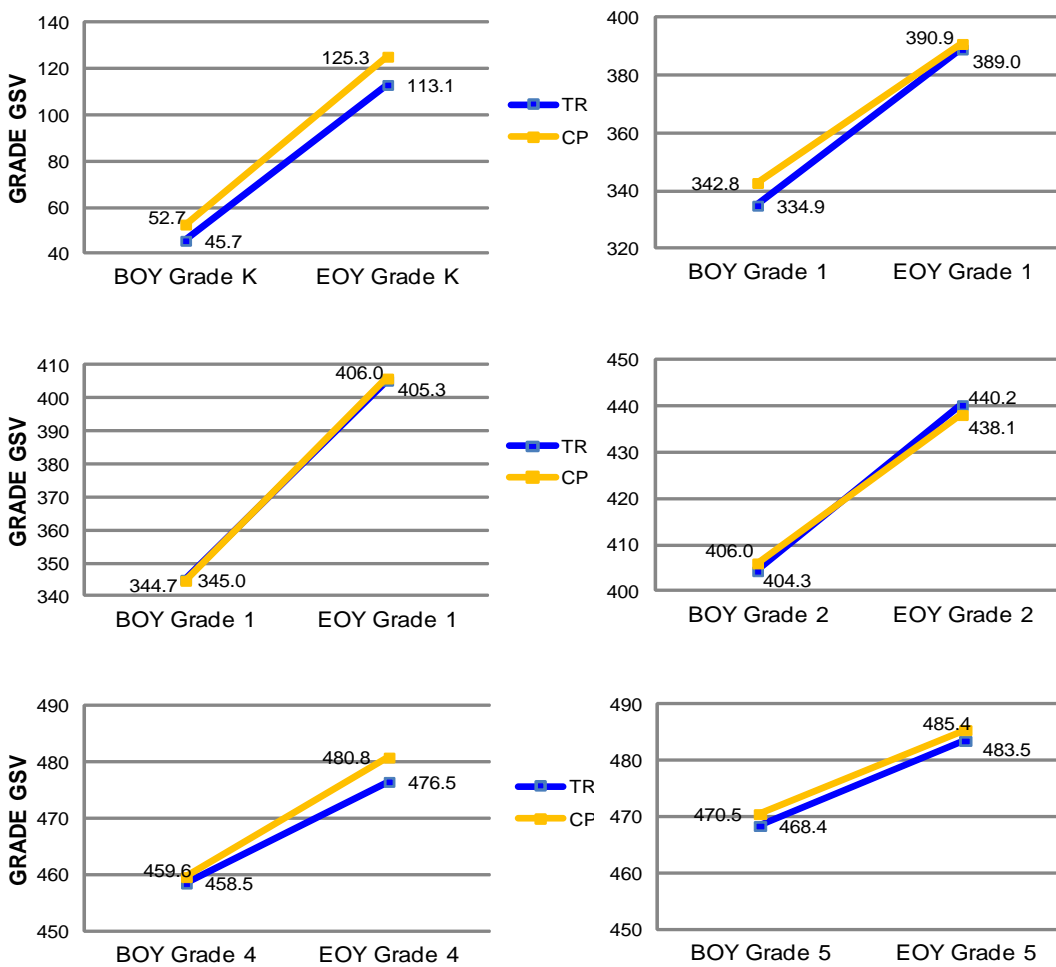 140
120
100
80
60
40
GRADE GSV
125.3
113.1
52.7
45.7
BOY Grade K
EOY Grade K
TR
CP
400
380
360
340
320
390.9
389.0
342.8
334.9
BOY Grade 1
EOY Grade 1
410
400
390
380
370
360
350
340
GRADE GSV
406.0
405.3
344.7
345.0
BOY Grade 1
EOY Grade 1
TR
CP
450
440
430
420
410
400
440.2
438.1
406.0
404.3
BOY Grade 2
EOY Grade 2
490
480
470
460
450
GRADE GSV
480.8
476.5
459.6
458.5
BOY Grade 4
EOY Grade 4
TR
CP
490
480
470
460
450
485.4
483.5
470.5
468.4
BOY Grade 5
EOY Grade 5